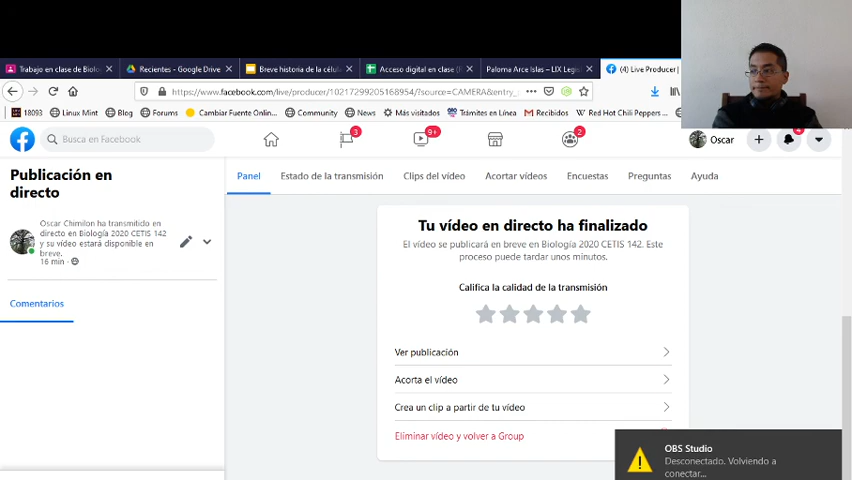 Trabajo en clase de Biolo
Recientes - Google Drive
Breve historia de la célul
Acceso digital en clase (
Paloma Arce Islas – LIX Legisl
(4) Live Producer |
https://www.facebook.com/live/producer/10217299205168954/?source=CAMERA&entry_
18093
Linux Mint
Blog
Forums
Cambiar Fuente Onlin...
Community
News
Más visitados
Trámites en Línea
Recibidos
Red Hot Chili Peppers ...
Busca en Facebook
3
9+
2
Oscar
Publicación en
directo
Oscar Chimilon ha transmitido en
directo en Biología 2020 CETIS 142
y su vídeo estará disponible en
breve.
16 min ·
Comentarios
Panel
Estado de la transmisión
Clips del vídeo
Acortar vídeos
Encuestas
Preguntas
Ayuda
Tu vídeo en directo ha finalizado
El vídeo se publicará en breve en Biología 2020 CETIS 142. Este
proceso puede tardar unos minutos.
Califica la calidad de la transmisión
Ver publicación
Acorta el vídeo
Crea un clip a partir de tu vídeo
Eliminar vídeo y volver a Group
OBS Studio
Desconectado. Volviendo a
conectar...